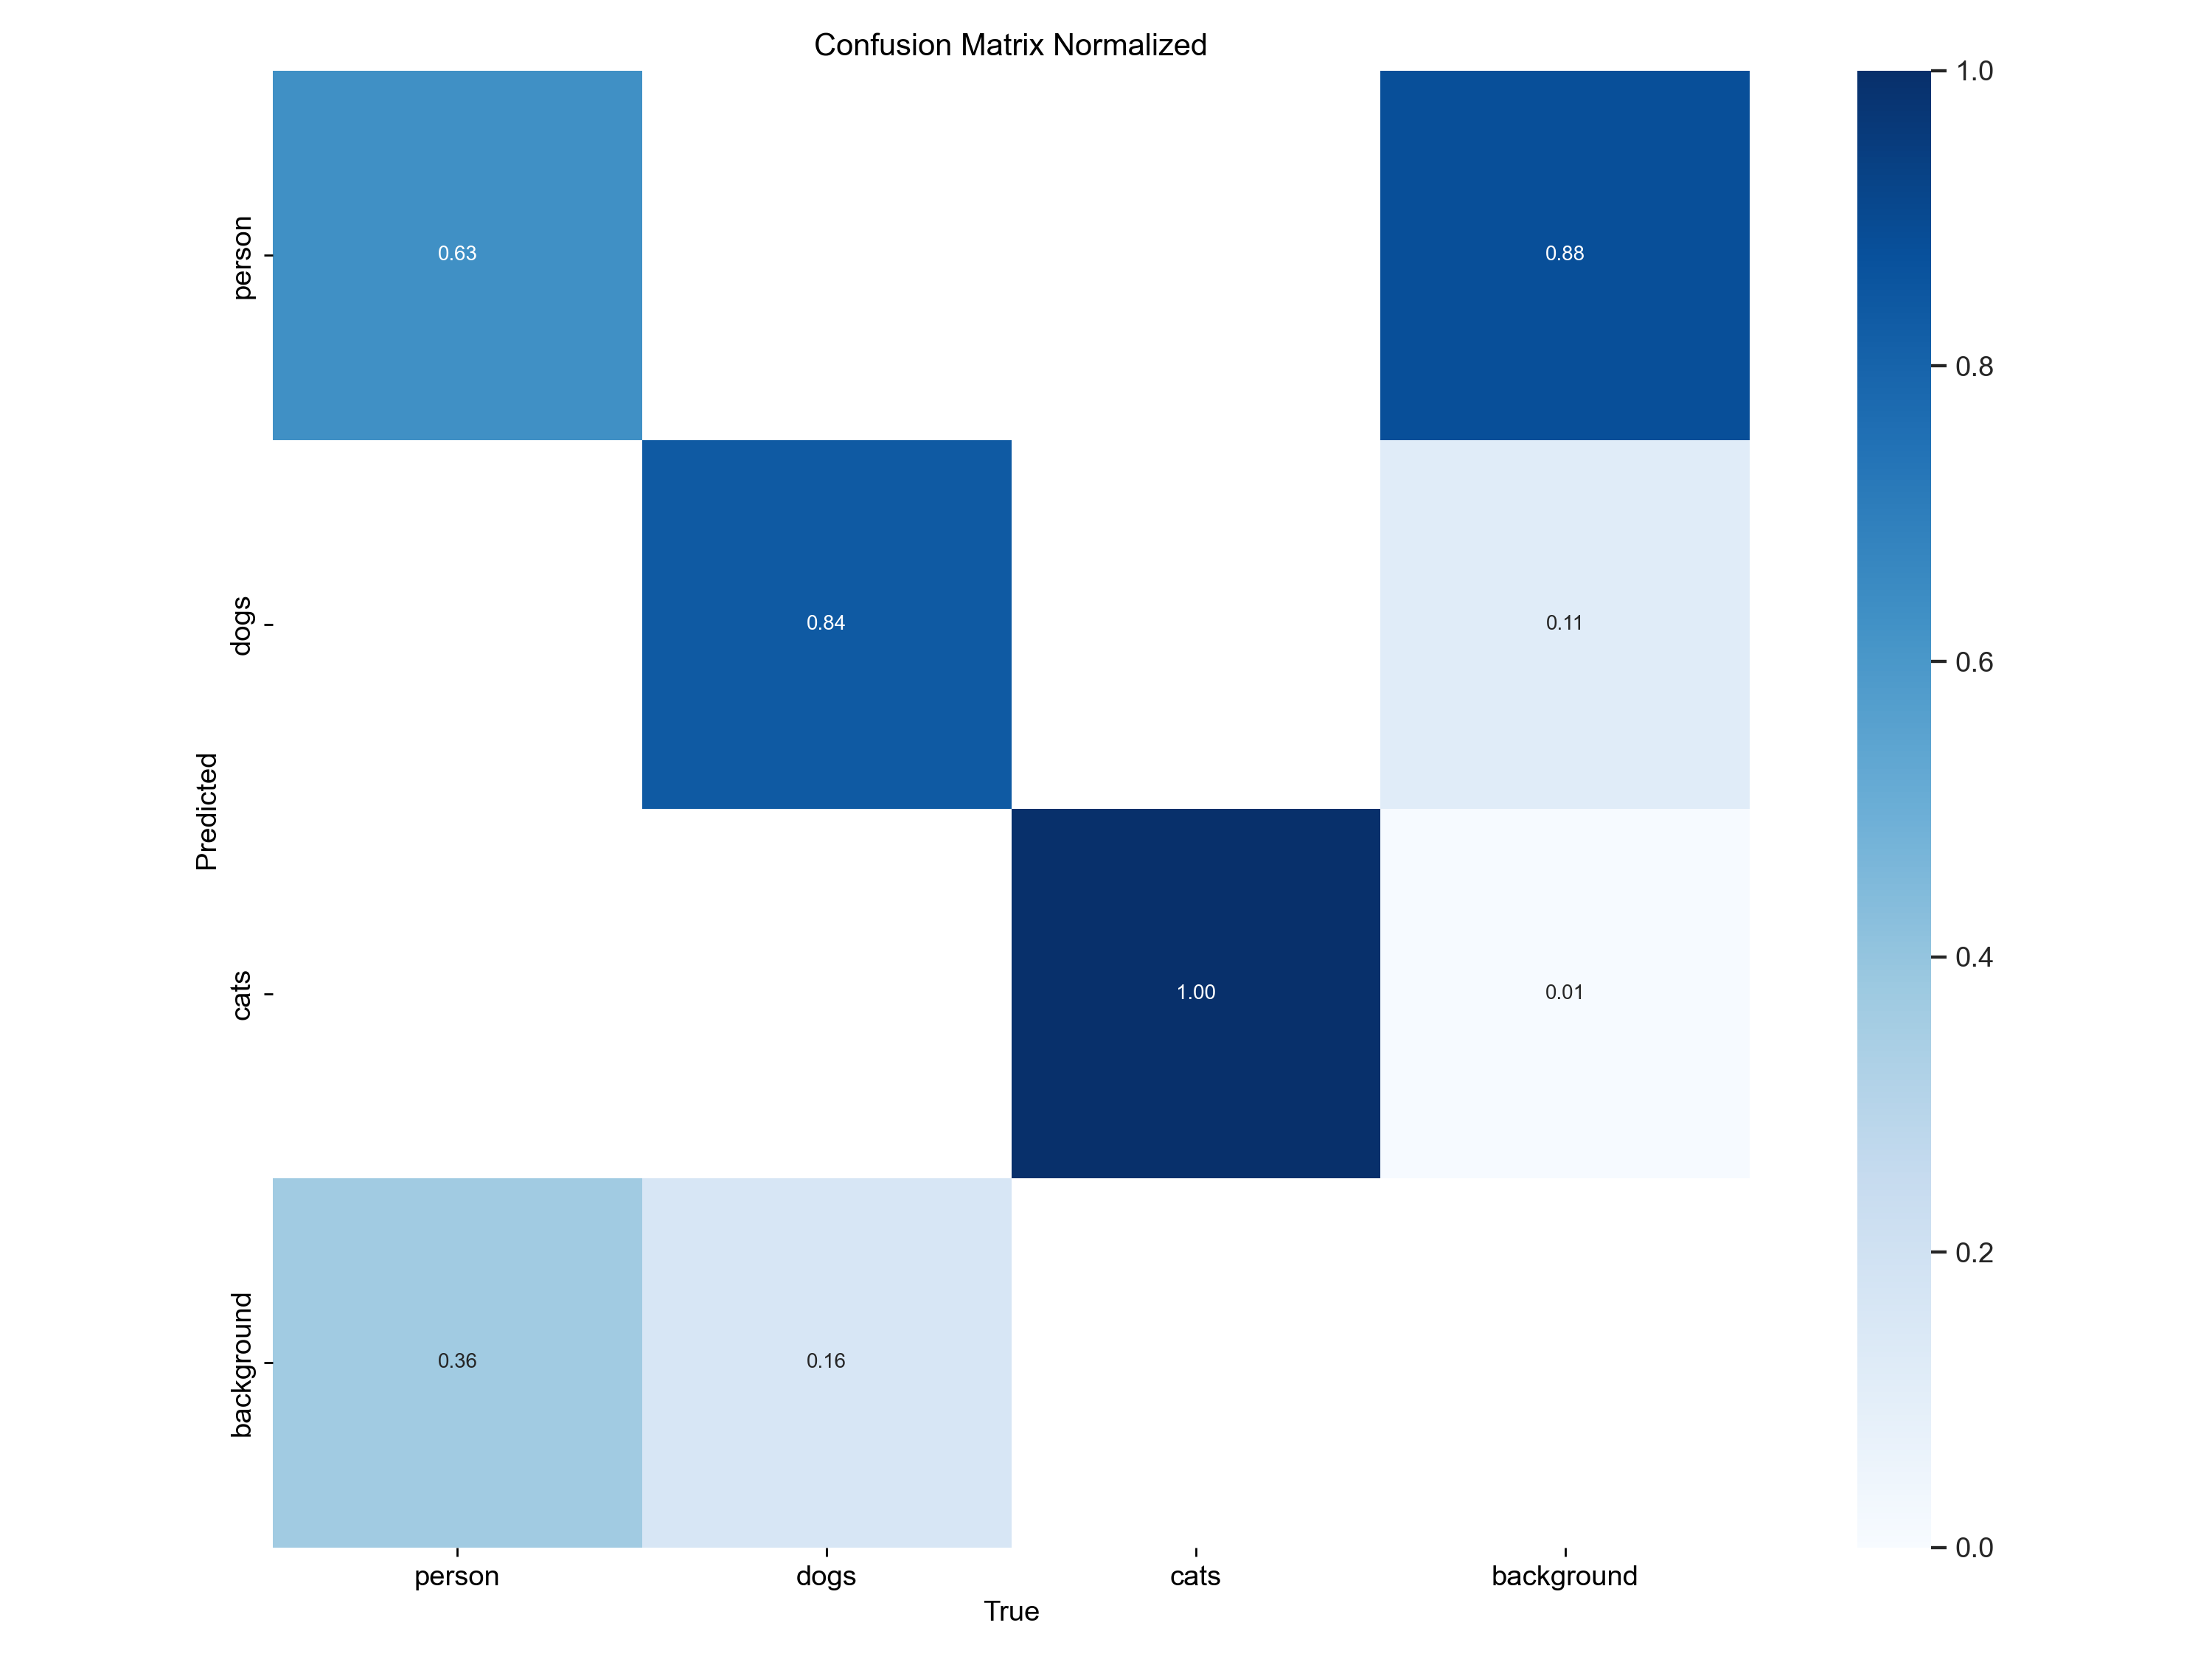 Confusion Matrix Normalized
person
0.63
0.88
dogs
0.84
0.11
cats
1.00
0.01
background
0.36
0.16
Predicted
person
dogs
cats
background
True
1.0
0.8
0.6
0.4
0.2
0.0